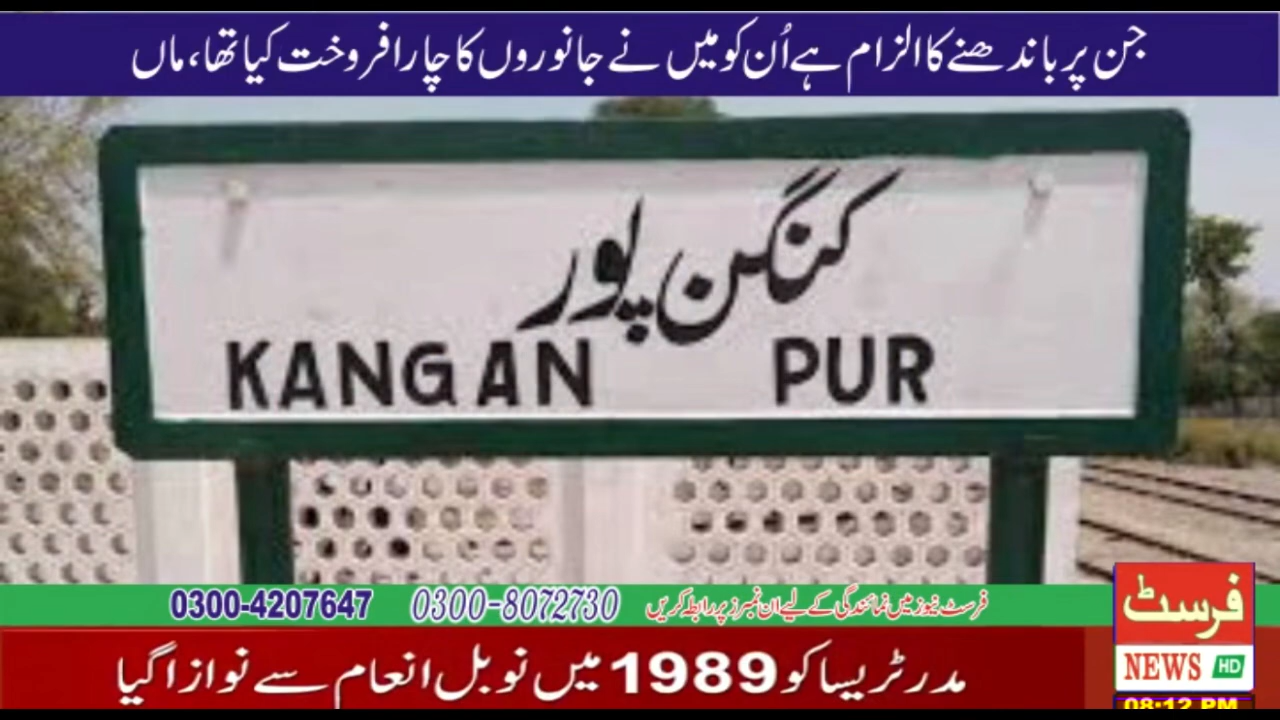 جن پر باندھنے کا الزام ہے اُن کو میں نے جانوروں کا چارا فروخت کیا تھا، ماں
کنگن پور
KANGAN PUR
فرسٹ نیوز میں نمائندگی کے لیے ان نمبرز پر رابطہ کریں 0300-8072730 0300-4207647
فرسٹ
NEWS HD
مدر ٹریسا کو 1989 میں نوبل انعام سے نوازا گیا
08:12 PM